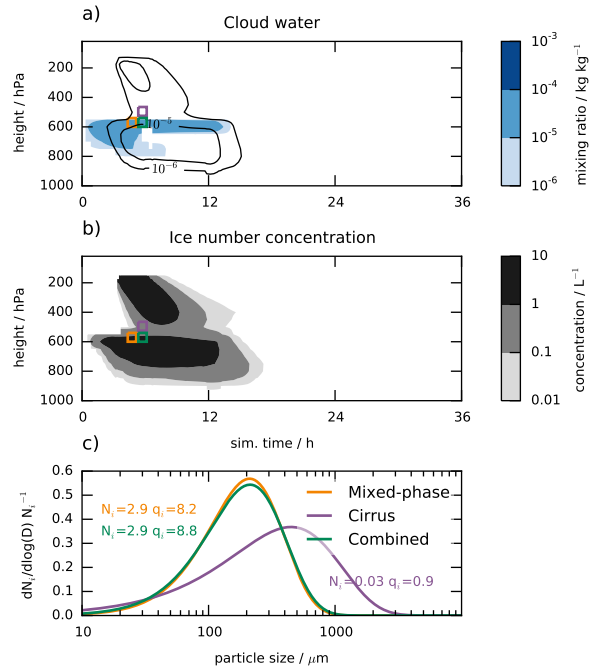 a)
Cloud water
height / hPa
200
400
600
800
1000
0
12
24
36
10⁻⁵
10⁻⁶
10⁻³
10⁻⁴
10⁻⁵
10⁻⁶
mixing ratio / kg kg⁻¹
b)
Ice number concentration
height / hPa
200
400
600
800
1000
0
12
24
36
sim. time / h
10
1
0.1
0.01
concentration / L⁻¹
c)
dNᵢ/dlog(D) Nᵢ⁻¹
0.6
0.5
0.4
0.3
0.2
0.1
0.0
Nᵢ=2.9 qᵢ=8.2
Nᵢ=2.9 qᵢ=8.8
Mixed-phase
Cirrus
Combined
Nᵢ=0.03 qᵢ=0.9
10
100
1000
particle size / μm